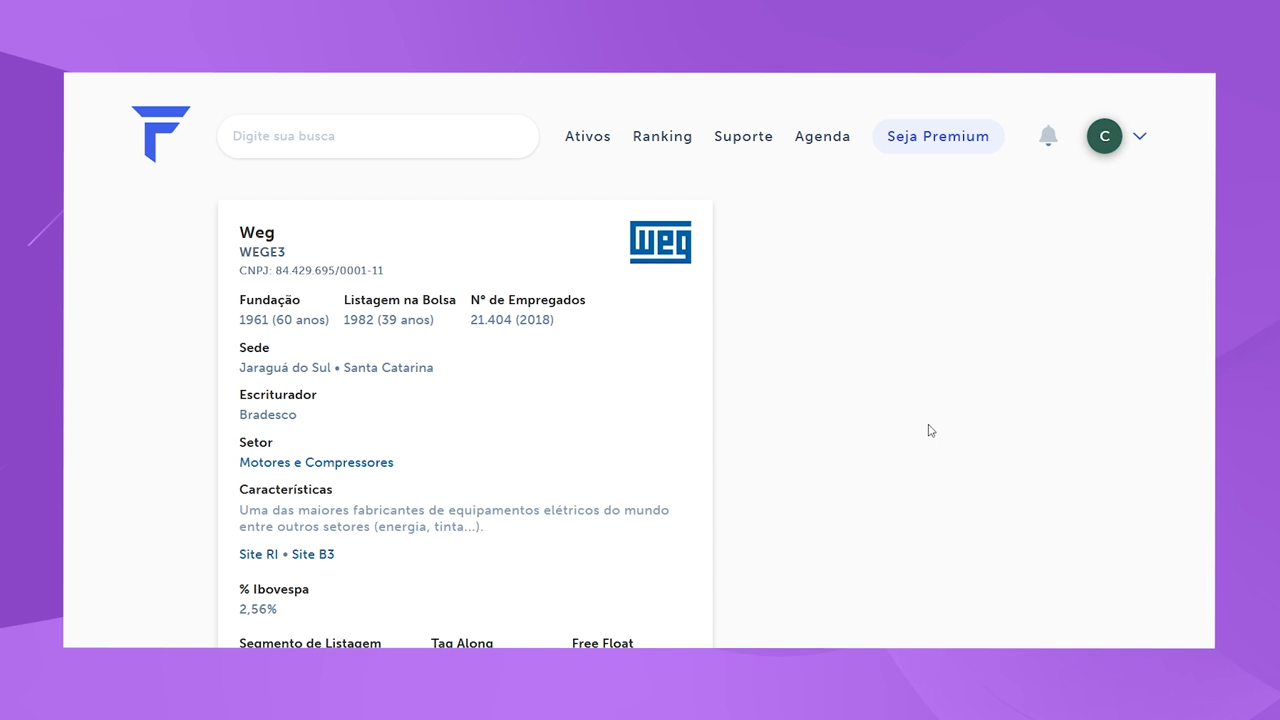 Digite sua busca
Ativos Ranking Suporte Agenda Seja Premium C
Weg
weg
WEGE3
CNPJ: 84.429.695/0001-11
Fundação Listagem na Bolsa N° de Empregados
1961 (60 anos) 1982 (39 anos) 21.404 (2018)
Sede
Jaraguá do Sul • Santa Catarina
Escriturador
Bradesco
Setor
Motores e Compressores
Características
Uma das maiores fabricantes de equipamentos elétricos do mundo
entre outros setores (energia, tinta...).
Site RI • Site B3
% Ibovespa
2,56%
Segmento de Listagem Tag Along Free Float